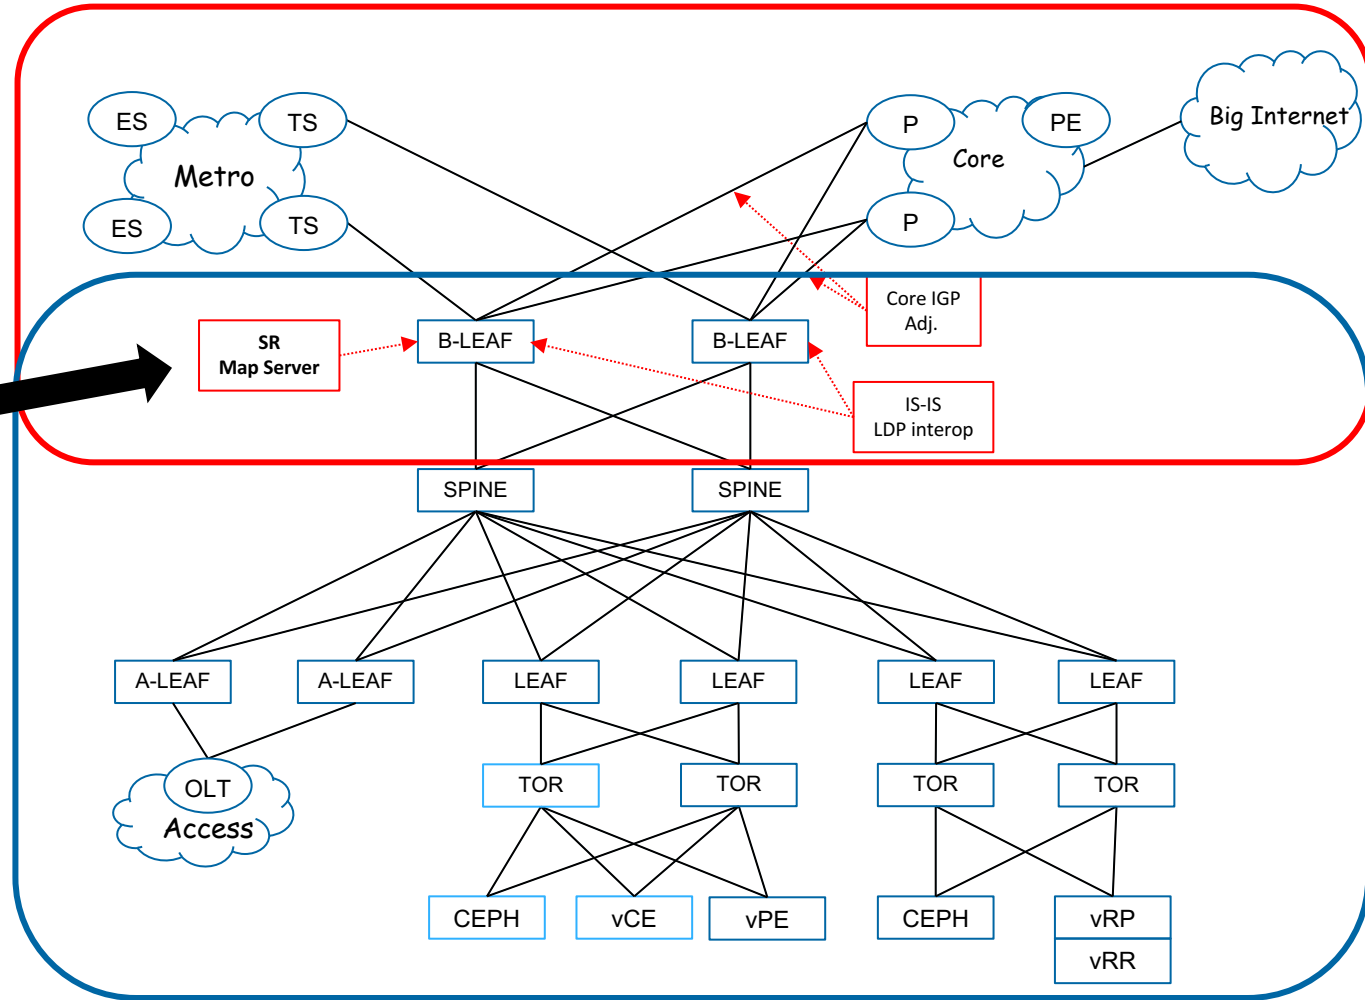 ES
TS
P
PE
Big Internet
Metro
Core
ES
TS
P
Core IGP
Adj.
SR
Map Server
B-LEAF
B-LEAF
IS-IS
LDP interop
SPINE
SPINE
A-LEAF
A-LEAF
LEAF
LEAF
LEAF
LEAF
OLT
Access
TOR
TOR
TOR
TOR
CEPH
vCE
vPE
CEPH
vRP
vRR